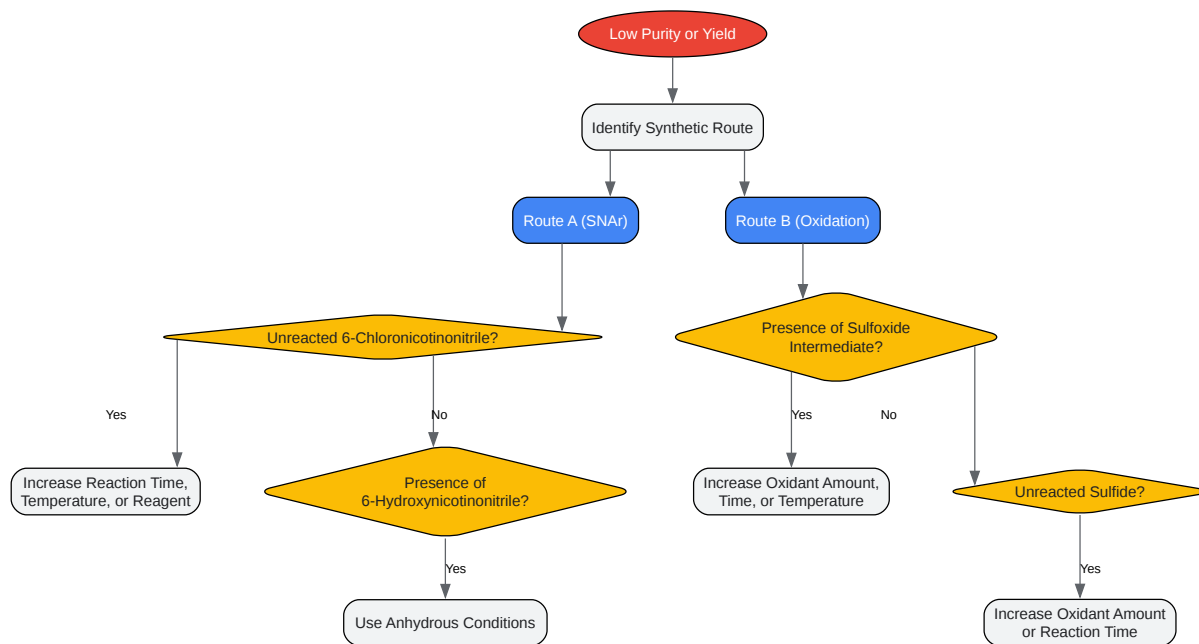 Low Purity or Yield
Identify Synthetic Route
Route A (SNAr)
Route B (Oxidation)
Unreacted 6-Chloronicotinonitrile?
Presence of Sulfoxide
Intermediate?
Yes
No
Yes
No
Increase Reaction Time,
Temperature, or Reagent
Presence of
6-Hydroxynicotinonitrile?
Increase Oxidant Amount,
Time, or Temperature
Unreacted Sulfide?
Yes
Yes
Use Anhydrous Conditions
Increase Oxidant Amount
or Reaction Time